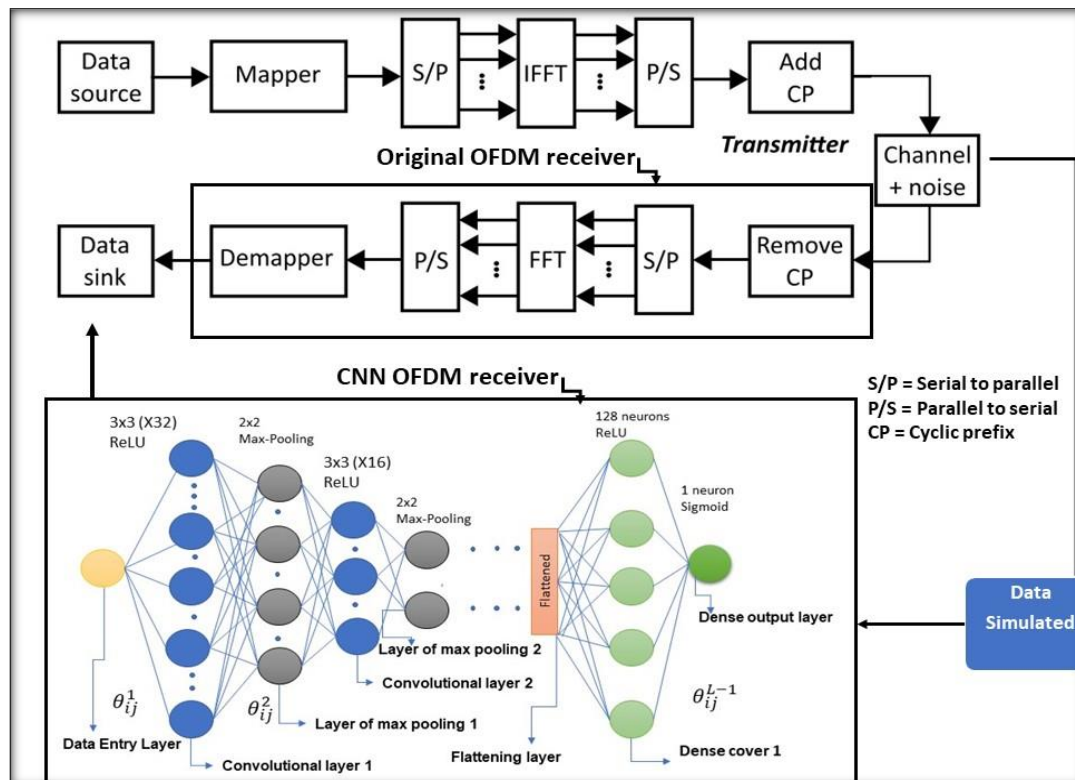 Data
source
Mapper
S/P
IFFT
P/S
Add
CP
Transmitter
Channel
+ noise
Original OFDM receiver
Data
sink
Demapper
P/S
FFT
S/P
Remove
CP
CNN OFDM receiver
S/P = Serial to parallel
P/S = Parallel to serial
CP = Cyclic prefix
3x3 (X32)
ReLU
2x2
Max-Pooling
3x3 (X16)
ReLU
2x2
Max-Pooling
128 neurons
ReLU
1 neuron
Sigmoid
Flattened
Data
Simulated
Dense output layer
Layer of max pooling 2
Convolutional layer 2
θ¹ᵢⱼ
θ²ᵢⱼ
θᴸ⁻¹ᵢⱼ
Layer of max pooling 1
Data Entry Layer
Flattening layer
Dense cover 1
Convolutional layer 1